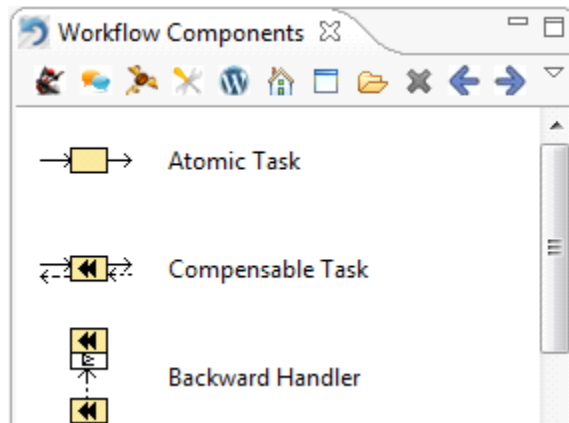 Workflow Components
Atomic Task
Compensable Task
Backward Handler